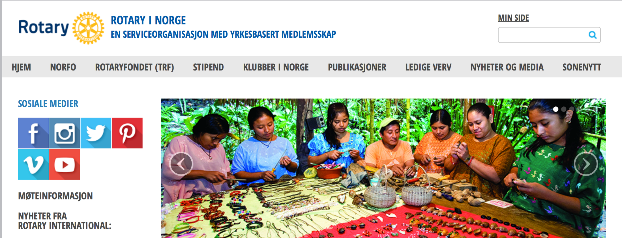 Rotary
ROTARY I NORGE
EN SERVICEORGANISASJON MED YRKESBASERT MEDLEMSSKAP
MIN SIDE
HJEM NORFO ROTARYFONDET (TRF) STIPEND KLUBBER I NORGE PUBLIKASJONER LEDIGE VERV NYHETER OG MEDIA SONENYTT
SOSIALE MEDIER
MØTEINFORMASJON
NYHETER FRA
ROTARY INTERNATIONAL: